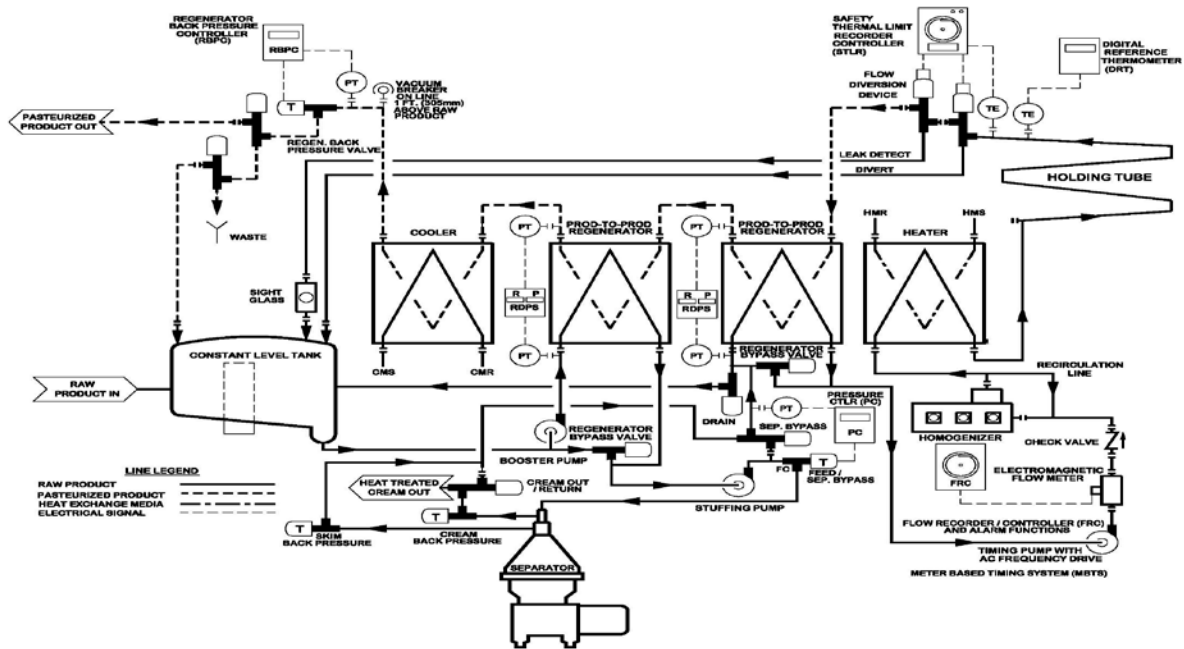 REGENERATOR
BACK PRESSURE
CONTROLLER
(RBPC)
RBPC
PT
T
VACUUM
BREAKER
ON LINE
1 FT. (305mm)
ABOVE RAW
PRODUCT
PASTEURIZED
PRODUCT OUT
REGEN. BACK
PRESSURE VALVE
WASTE
SAFETY
THERMAL LIMIT
RECORDER
CONTROLLER
(STLR)
FLOW
DIVERSION
DEVICE
DIGITAL
REFERENCE
THERMOMETER
(DRT)
TE
TE
LEAK DETECT
DIVERT
HOLDING TUBE
COOLER
PROD-TO-PROD
REGENERATOR
PROD-TO-PROD
REGENERATOR
HEATER
HMR
HMS
PT
PT
R P
RDPS
R P
RDPS
PT
PT
SIGHT
GLASS
CONSTANT LEVEL TANK
CMS
CMR
RAW
PRODUCT IN
REGENERATOR
BYPASS VALVE
RECIRCULATION
LINE
DRAIN
PT
PRESSURE
CTLR (PC)
PC
SEP. BYPASS
REGENERATOR
BYPASS VALVE
BOOSTER PUMP
FC
T
FEED /
SEP. BYPASS
STUFFING PUMP
HOMOGENIZER
CHECK VALVE
ELECTROMAGNETIC
FLOW METER
FRC
FLOW RECORDER / CONTROLLER (FRC)
AND ALARM FUNCTIONS
TIMING PUMP WITH
AC FREQUENCY DRIVE
METER BASED TIMING SYSTEM (MBTS)
LINE LEGEND
RAW PRODUCT
PASTEURIZED PRODUCT
HEAT EXCHANGE MEDIA
ELECTRICAL SIGNAL
HEAT TREATED
CREAM OUT
CREAM OUT
/ RETURN
T
SKIM
BACK PRESSURE
T
CREAM
BACK PRESSURE
SEPARATOR